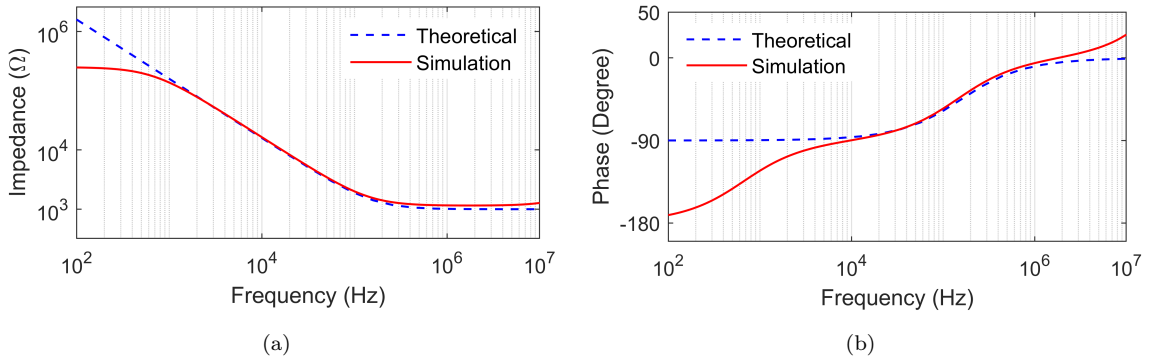 10^6
10^4
10^3
Impedance (Ω)
Theoretical
Simulation
10^2
10^4
10^6
10^7
Frequency (Hz)
(a)
50
0
-90
-180
Phase (Degree)
Theoretical
Simulation
10^2
10^4
10^6
10^7
Frequency (Hz)
(b)